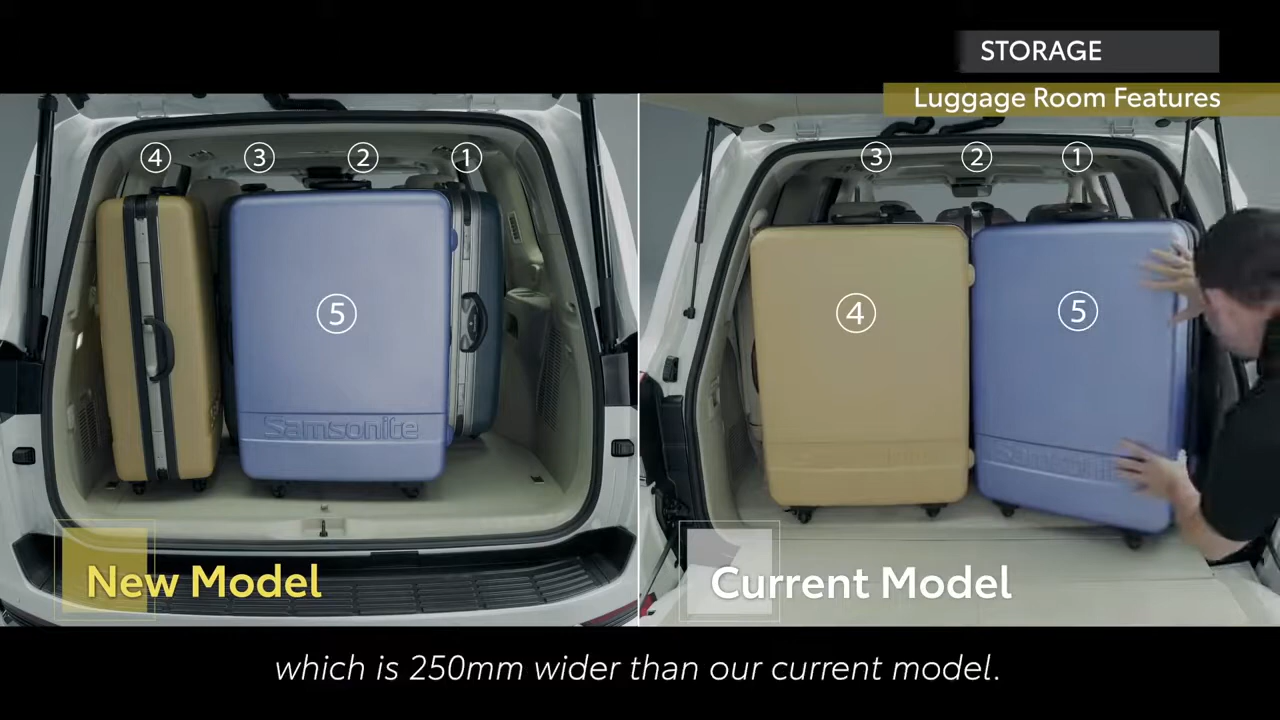 STORAGE
Luggage Room Features
④ ③ ② ①
③ ② ①
⑤
④ ⑤
Samsonite
Samsonite
New Model
Current Model
which is 250mm wider than our current model.